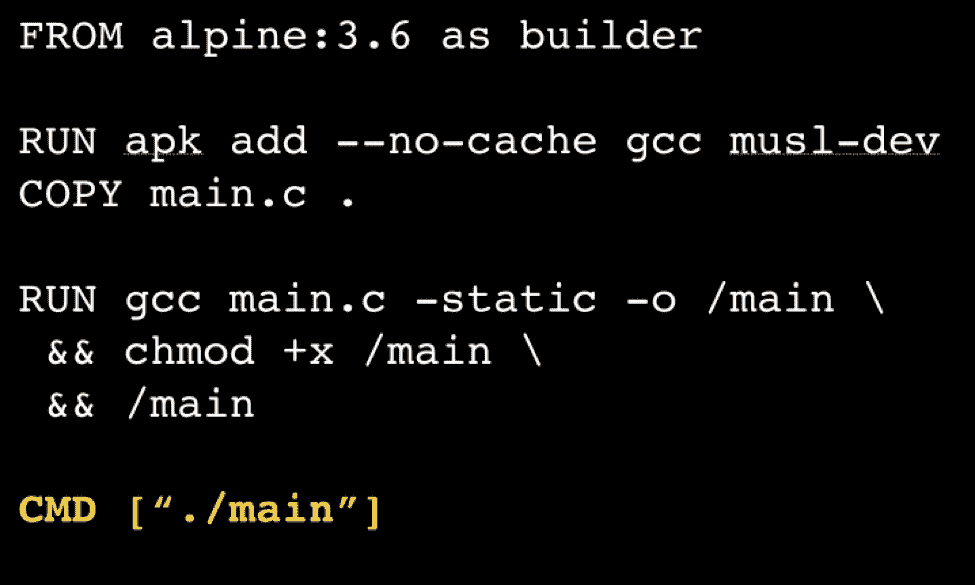 FROM alpine:3.6 as builder
RUN apk add --no-cache gcc musl-dev
COPY main.c .
RUN gcc main.c -static -o /main \
&& chmod +x /main \
&& /main
CMD [“./main”]